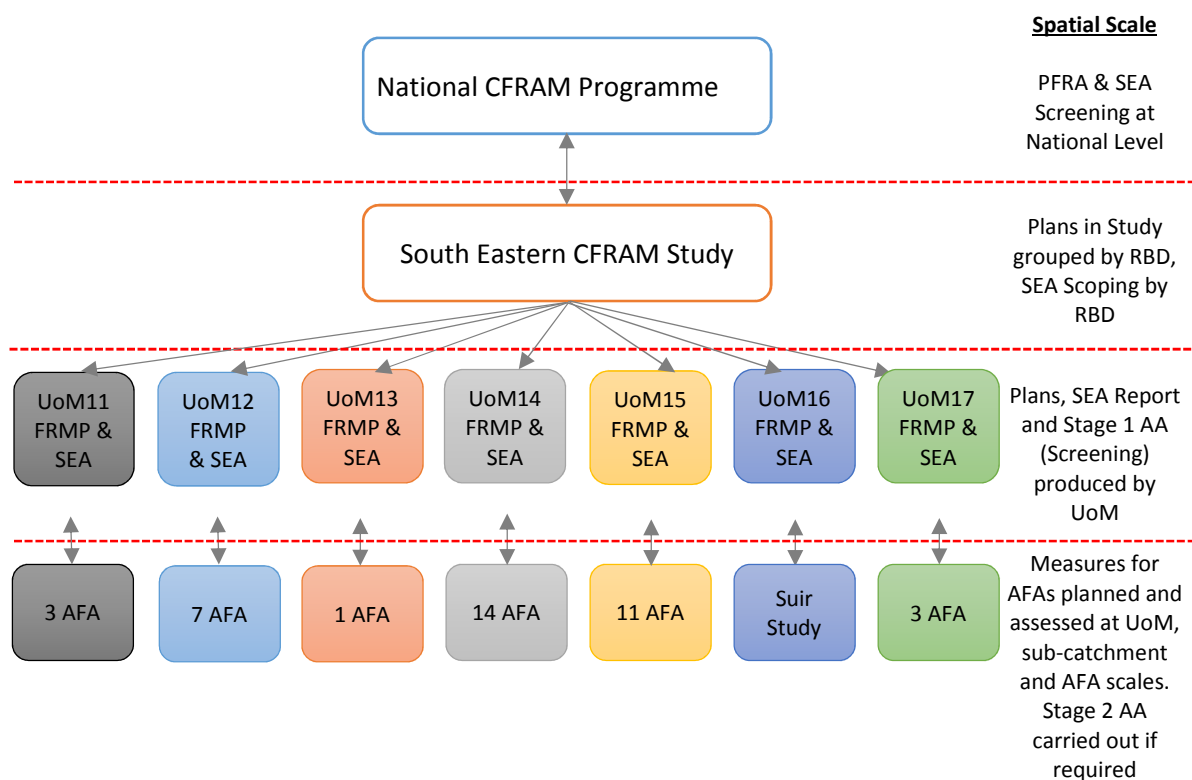 Spatial Scale
National CFRAM Programme
PFRA & SEA
Screening at
National Level
South Eastern CFRAM Study
Plans in Study
grouped by RBD,
SEA Scoping by
RBD
UoM11
FRMP &
SEA
UoM12
FRMP
& SEA
UoM13
FRMP &
SEA
UoM14
FRMP &
SEA
UoM15
FRMP &
SEA
UoM16
FRMP &
SEA
UoM17
FRMP &
SEA
Plans, SEA Report
and Stage 1 AA
(Screening)
produced by
UoM
3 AFA
7 AFA
1 AFA
14 AFA
11 AFA
Suir
Study
3 AFA
Measures for
AFAs planned and
assessed at UoM,
sub-catchment
and AFA scales.
Stage 2 AA
carried out if
required